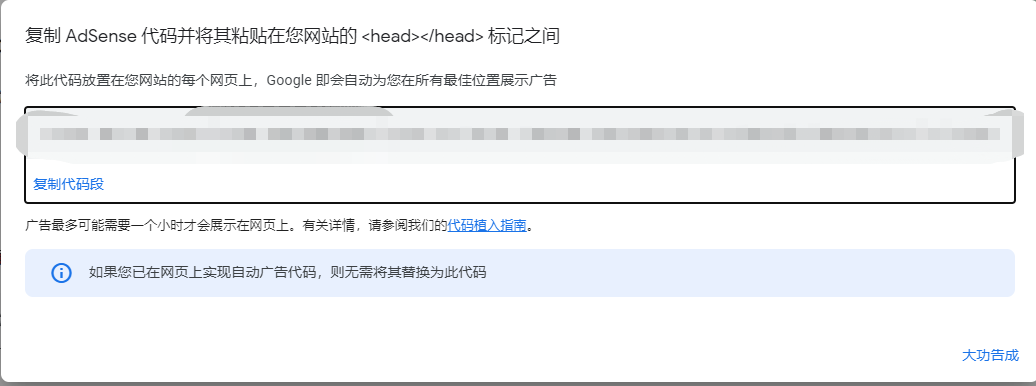 复制 AdSense 代码并将其粘贴在您网站的 <head></head> 标记之间
将此代码放置在您网站的每个网页上，Google 即会自动为您在所有最佳位置展示广告
复制代码段
广告最多可能需要一个小时才会展示在网页上。有关详情，请参阅我们的代码植入指南。
如果您已在网页上实现自动广告代码，则无需将其替换为此代码
大功告成